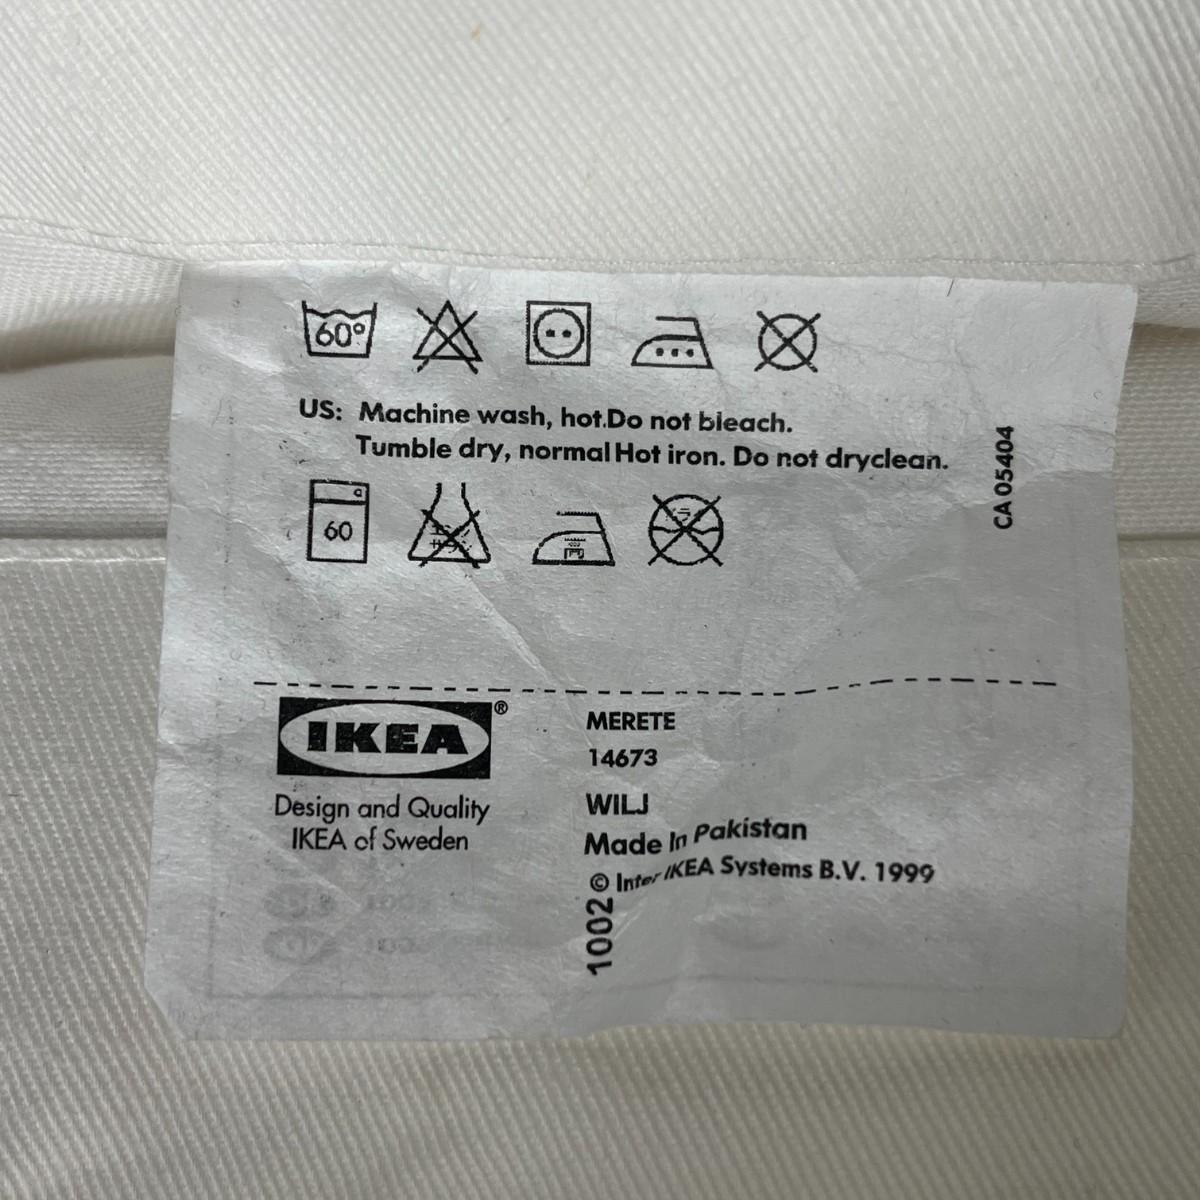 60°
US: Machine wash, hot.Do not bleach.
Tumble dry, normal Hot iron. Do not dryclean.
CA 05404
60
IKEA®
Design and Quality
IKEA of Sweden
MERETE
14673
WILJ
Made In Pakistan
© Inter IKEA Systems B.V. 1999
1002